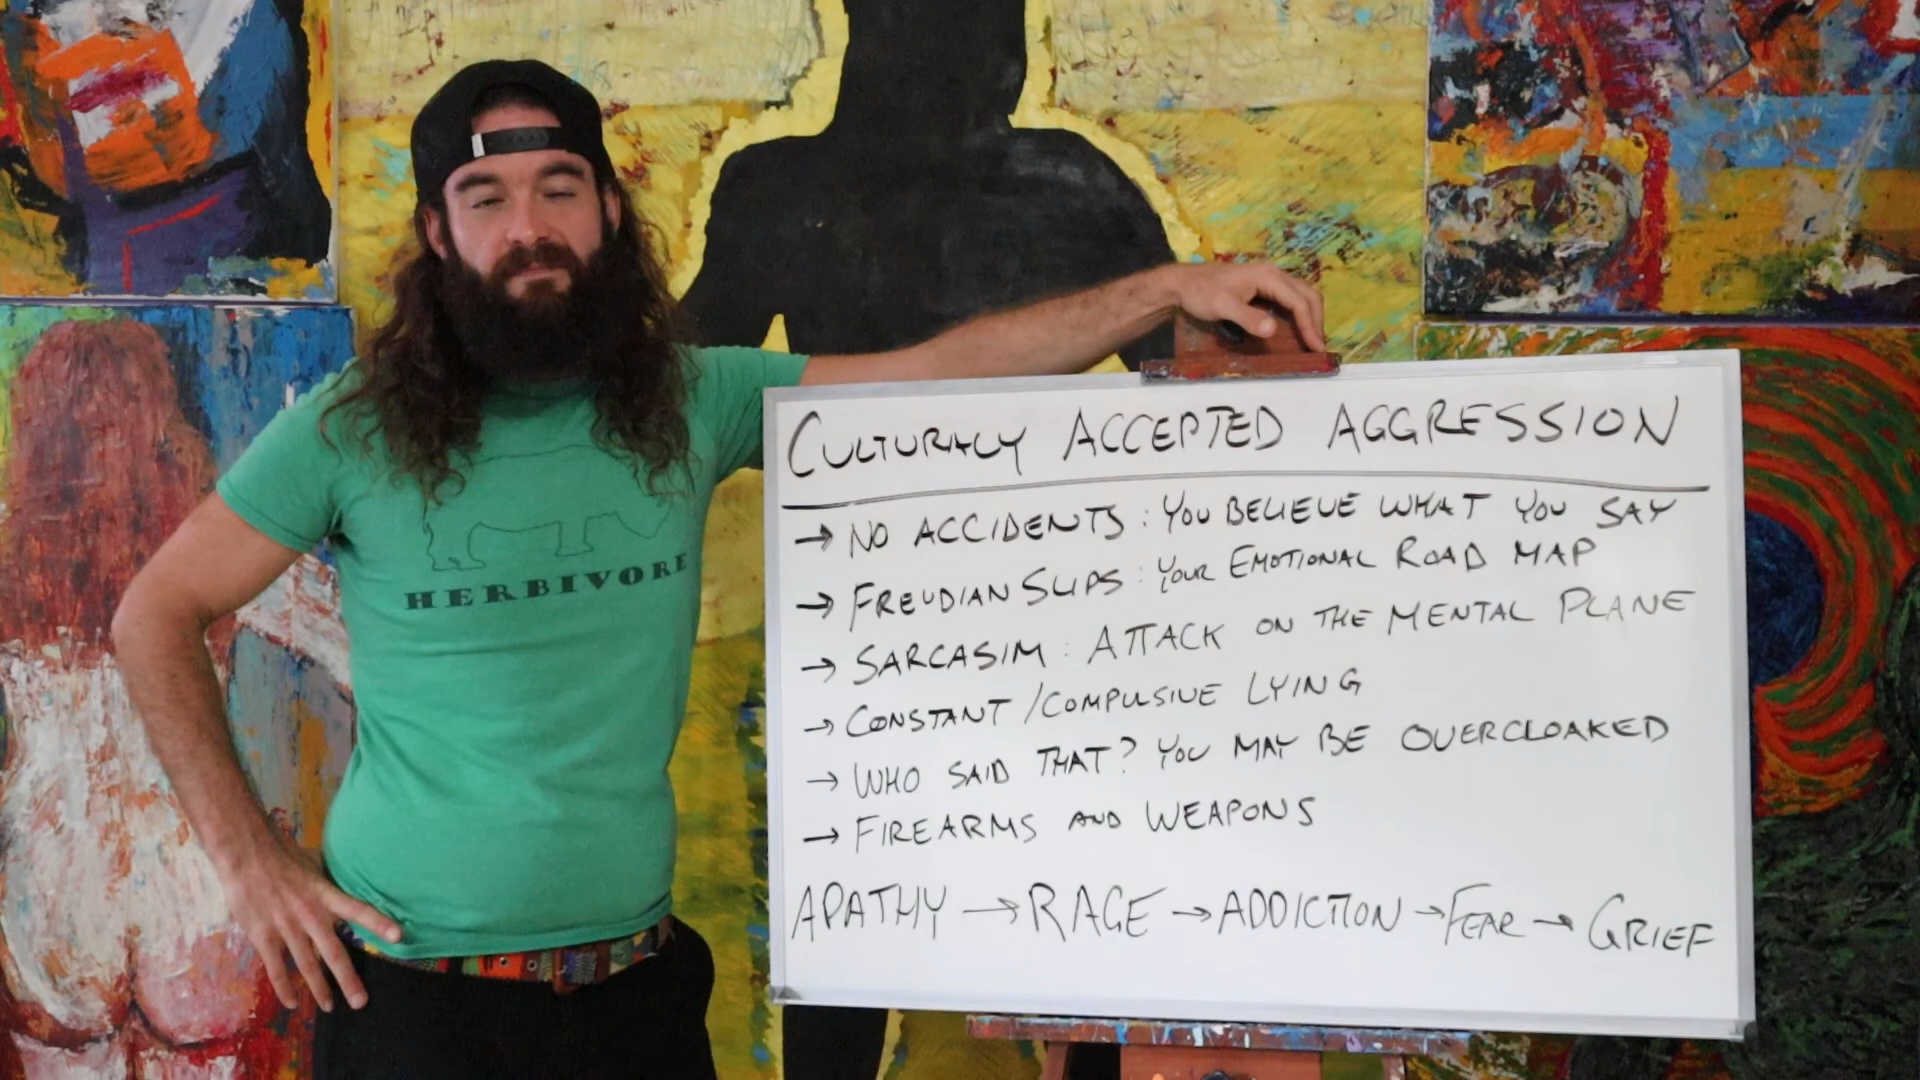 HERBIVORE
CULTURALY ACCEPTED AGGRESSION
→ NO ACCIDENTS : YOU BELIEVE WHAT YOU SAY
→ FREUDIAN SLIPS : YOUR EMOTIONAL ROAD MAP
→ SARCASIM : ATTACK ON THE MENTAL PLANE
→ CONSTANT / COMPULSIVE LYING
→ WHO SAID THAT? YOU MAY BE OVERCLOAKED
→ FIREARMS AND WEAPONS
APATHY → RAGE → ADDICTION → FEAR → GRIEF